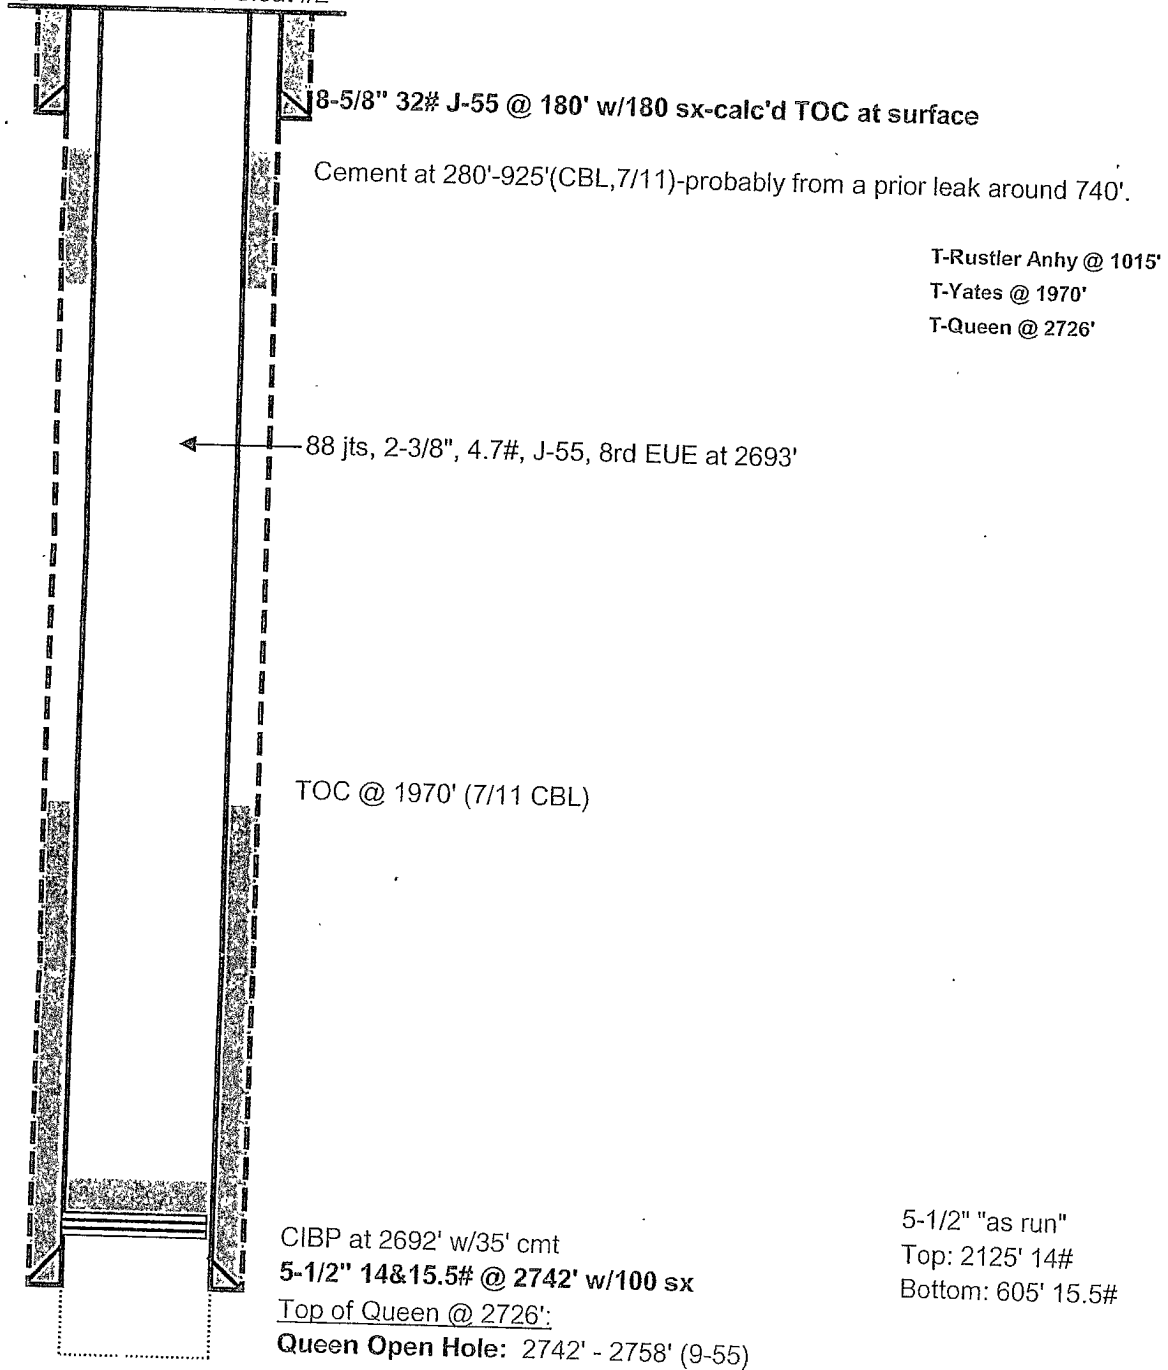 #2
8-5/8" 32# J-55 @ 180' w/180 sx-calc'd TOC at surface
Cement at 280'-925'(CBL,7/11)-probably from a prior leak around 740'.
T-Rustler Anhy @ 1015'
T-Yates @ 1970'
T-Queen @ 2726'
88 jts, 2-3/8", 4.7#, J-55, 8rd EUE at 2693'
TOC @ 1970' (7/11 CBL)
CIBP at 2692' w/35' cmt
5-1/2" 14&15.5# @ 2742' w/100 sx
Top of Queen @ 2726':
Queen Open Hole: 2742' - 2758' (9-55)
5-1/2" "as run"
Top: 2125' 14#
Bottom: 605' 15.5#